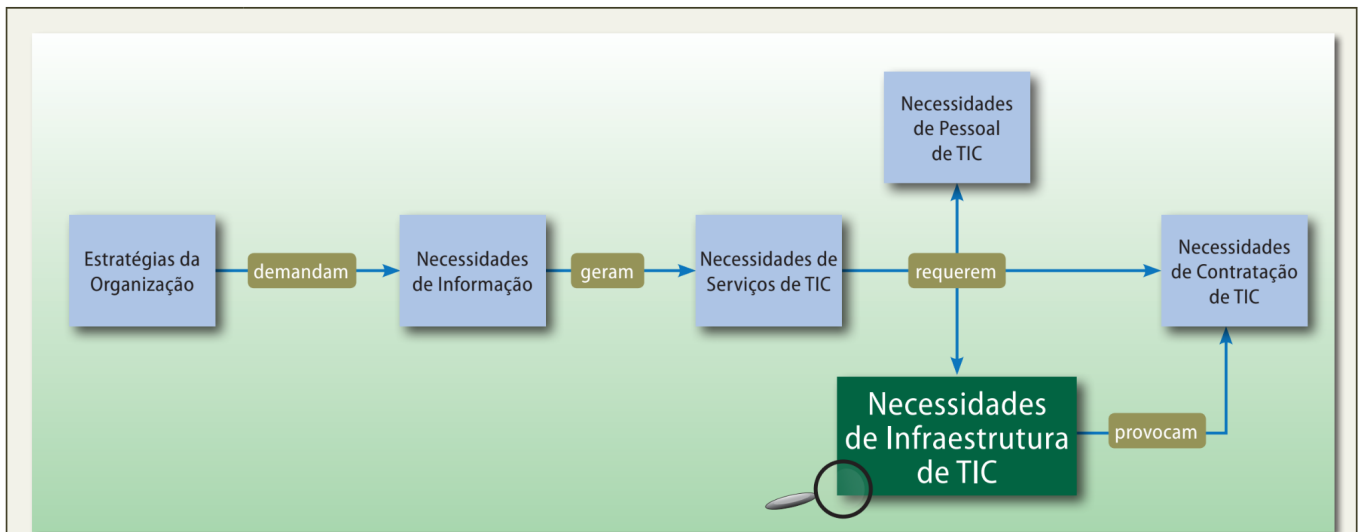 Estratégias da
Organização
demandam
Necessidades
de Informação
geram
Necessidades de
Serviços de TIC
requerem
Necessidades
de Pessoal
de TIC
Necessidades
de Contratação
de TIC
Necessidades
de Infraestrutura
de TIC
provocam